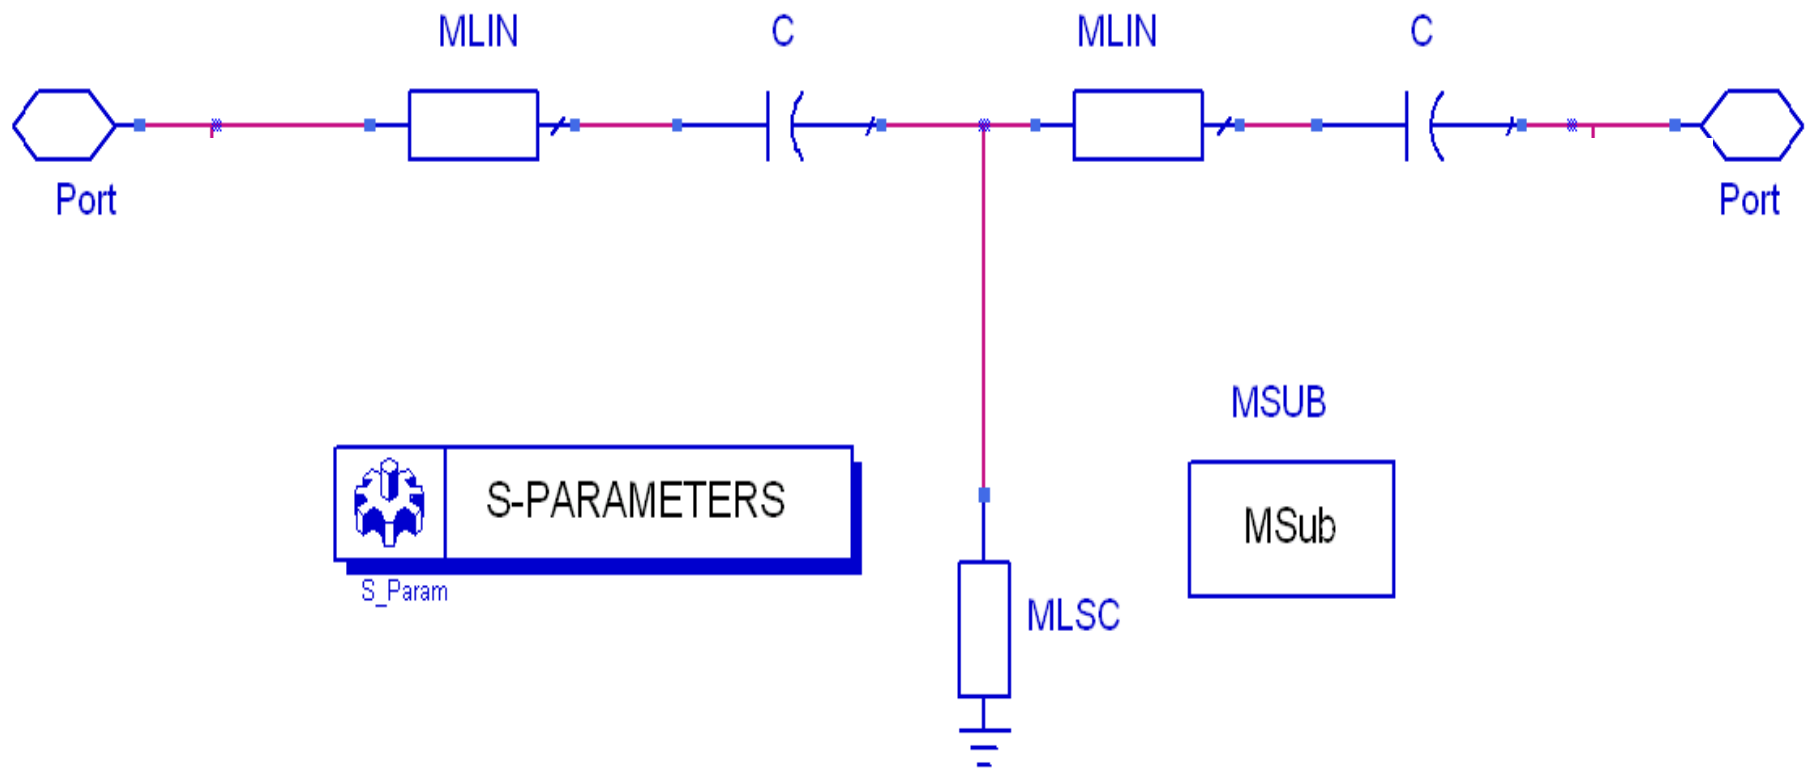 MLIN
C
MLIN
C
Port
Port
MSUB
S-PARAMETERS
MSub
S_Param
MLSC